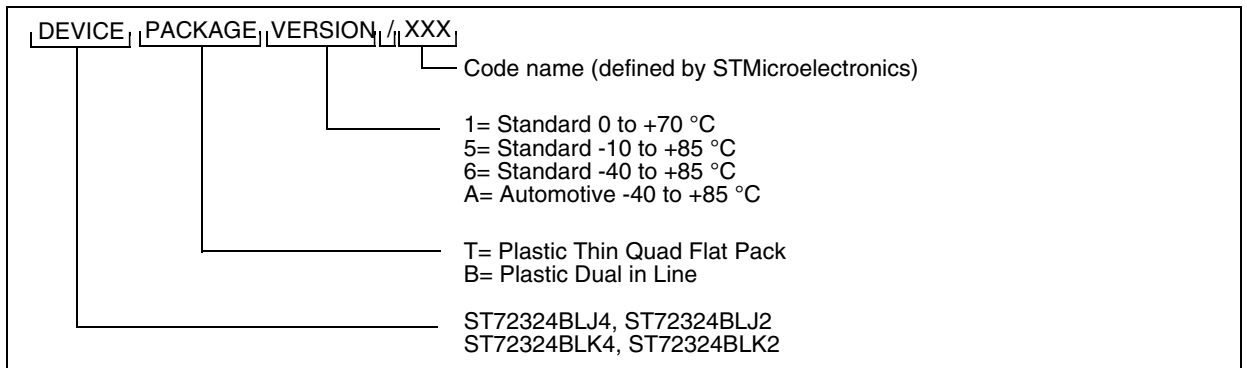 DEVICE PACKAGE VERSION / XXX
Code name (defined by STMicroelectronics)
1= Standard 0 to +70 °C
5= Standard -10 to +85 °C
6= Standard -40 to +85 °C
A= Automotive -40 to +85 °C
T= Plastic Thin Quad Flat Pack
B= Plastic Dual in Line
ST72324BLJ4, ST72324BLJ2
ST72324BLK4, ST72324BLK2